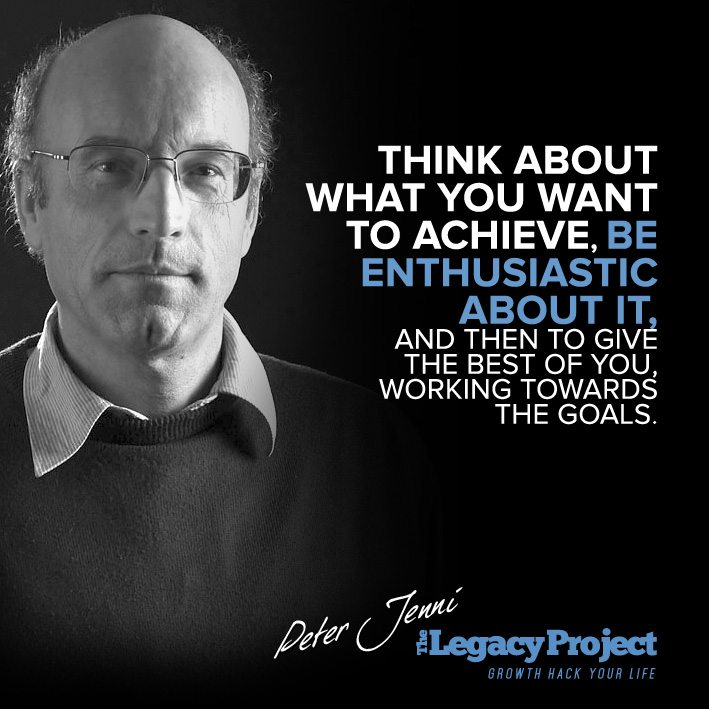 THINK ABOUT
WHAT YOU WANT
TO ACHIEVE, BE
ENTHUSIASTIC
ABOUT IT,
AND THEN TO GIVE
THE BEST OF YOU,
WORKING TOWARDS
THE GOALS.
Peter Jenni
The Legacy Project
GROWTH HACK YOUR LIFE